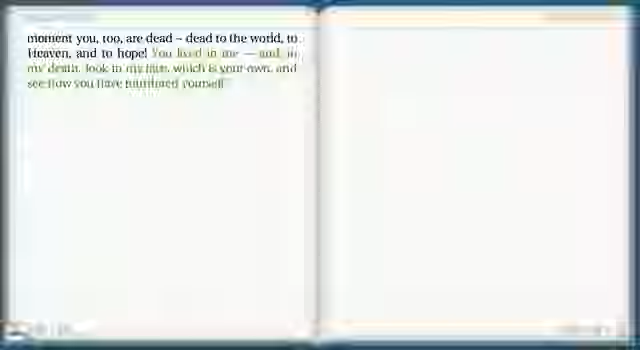 moment you, too, are dead – dead to the world, to
Heaven, and to hope! You lived in me — and, in
my death, look in my face, which is your own, and
see how you have murdered yourself